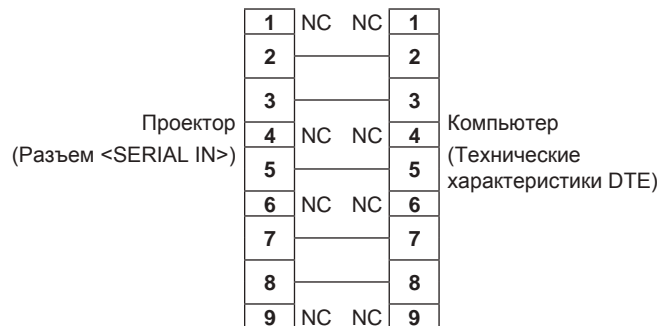 1 NC NC 1
2 2
3 3
Проектор
(Разъем <SERIAL IN>)
4 NC NC 4
Компьютер
(Технические
характеристики DTE)
5 5
6 NC NC 6
7 7
8 8
9 NC NC 9